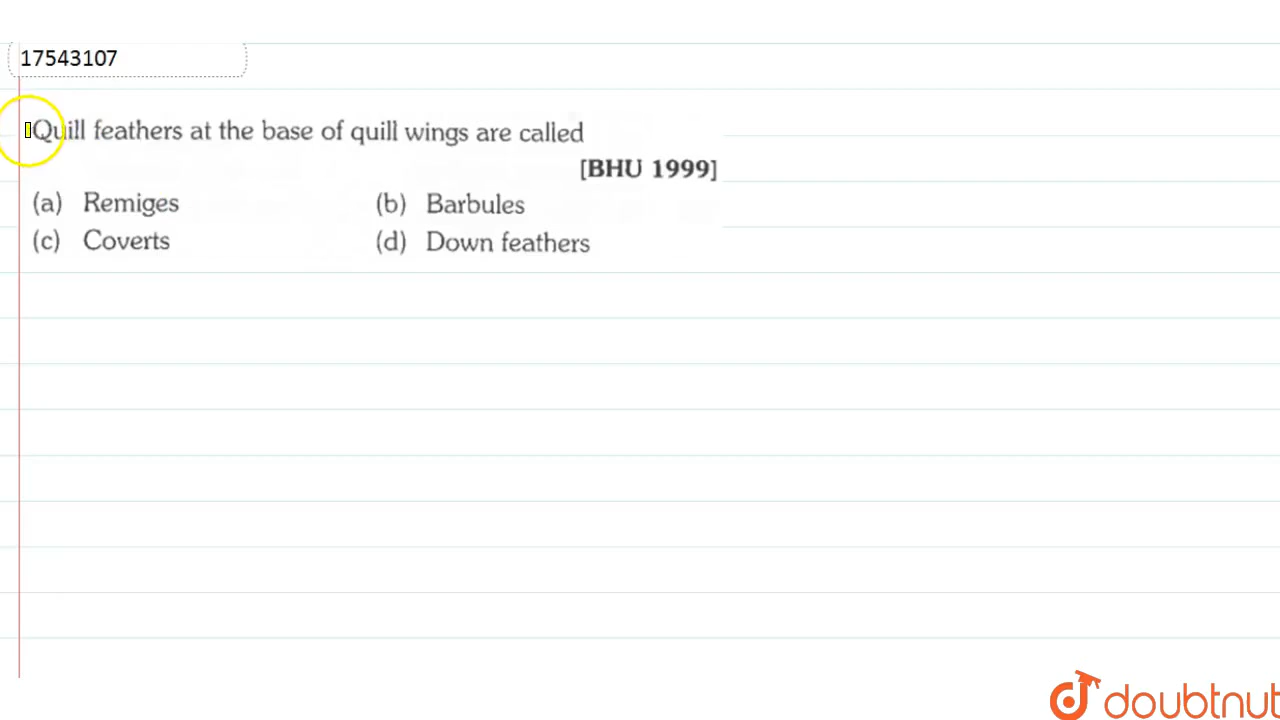 17543107
Quill feathers at the base of quill wings are called
[BHU 1999]
(a) Remiges (b) Barbules
(c) Coverts (d) Down feathers
doubtnut